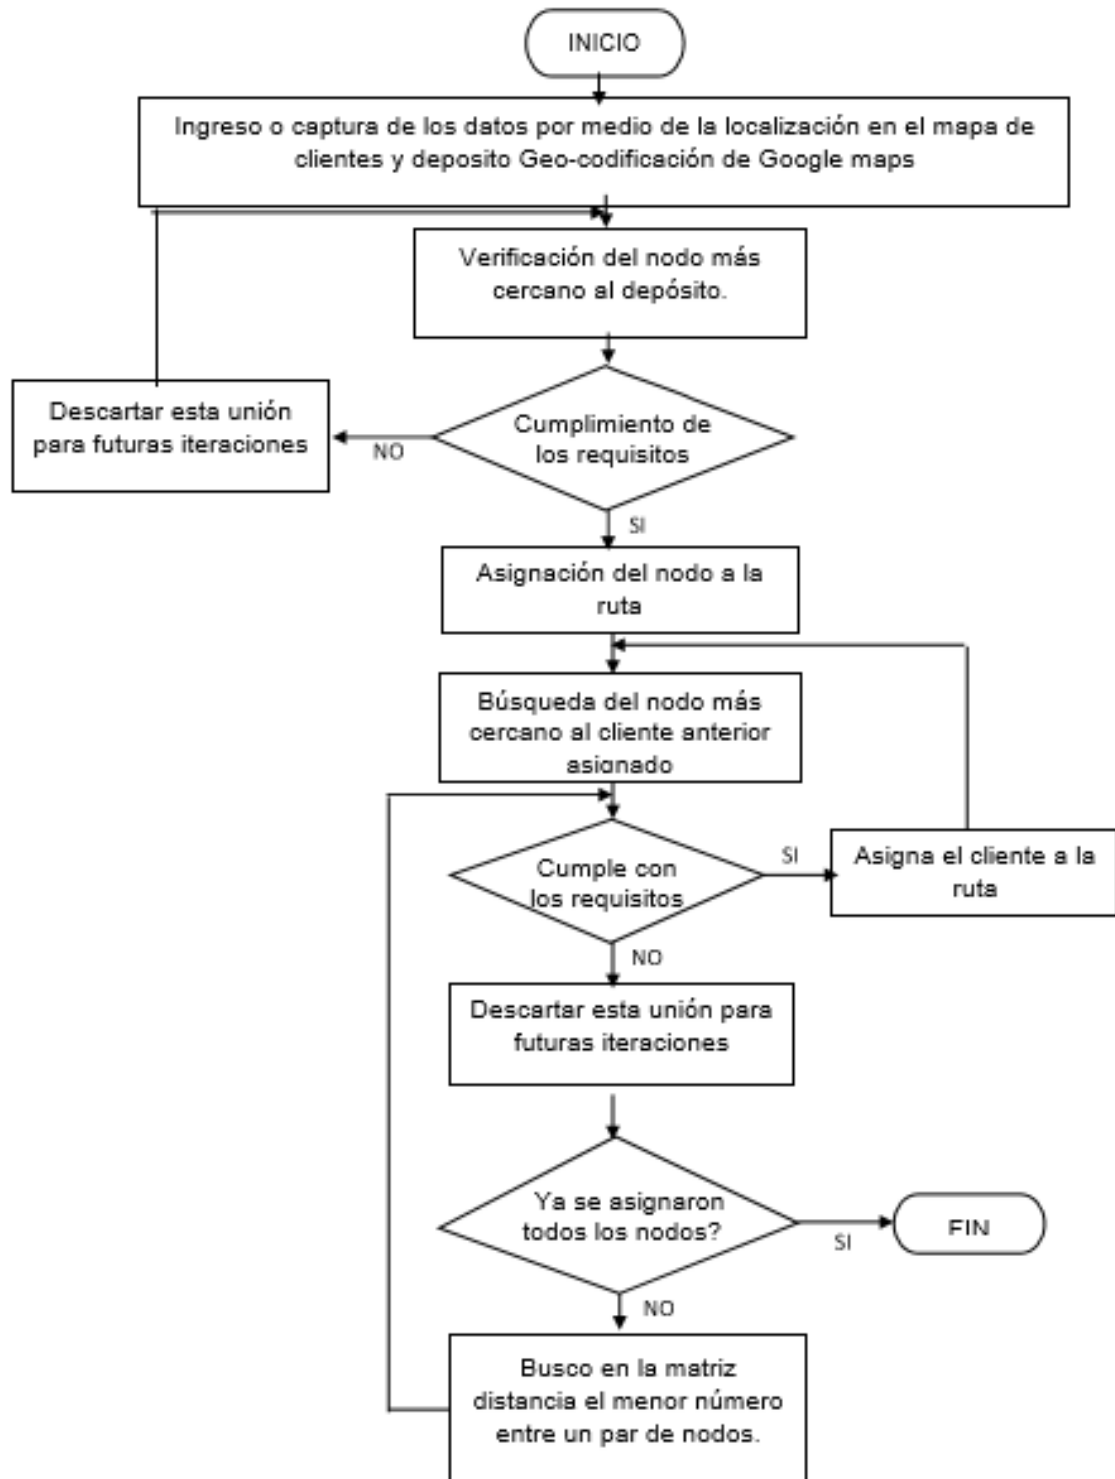 INICIO
Ingreso o captura de los datos por medio de la localización en el mapa de
clientes y deposito Geo-codificación de Google maps
Verificación del nodo más
cercano al depósito.
Descartar esta unión
para futuras iteraciones
NO
Cumplimiento de
los requisitos
SI
Asignación del nodo a la
ruta
Búsqueda del nodo más
cercano al cliente anterior
asignado
Cumple con
los requisitos
SI
Asigna el cliente a la
ruta
NO
Descartar esta unión para
futuras iteraciones
Ya se asignaron
todos los nodos?
SI
FIN
NO
Busco en la matriz
distancia el menor número
entre un par de nodos.